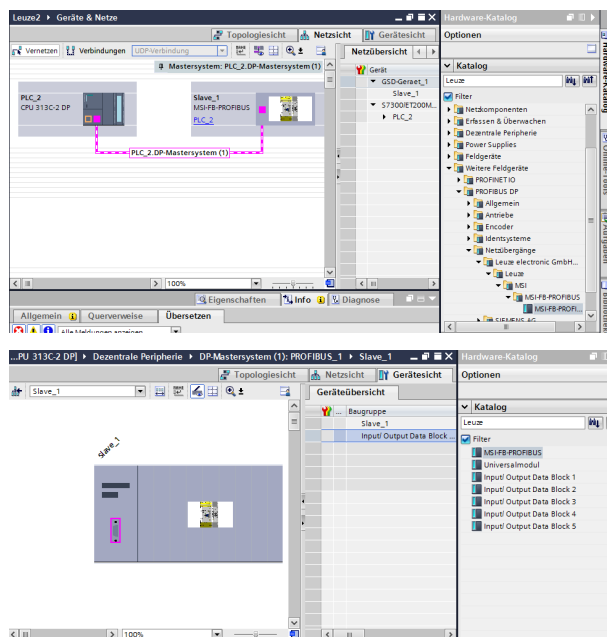 Leuze2 ▸ Geräte & Netze
Hardware-Katalog
Topologiesicht
Netzsicht
Gerätesicht
Optionen
Vernetzen
Verbindungen
UDP-Verbindung
Netzübersicht
Mastersystem: PLC_2.DP-Mastersystem (1)
Gerät
GSD-Geraet_1
Slave_1
S7300/ET200M...
PLC_2
PLC_2
CPU 313C-2 DP
Slave_1
MSI-FB-PROFIBUS
PLC_2
PLC_2.DP-Mastersystem (1)
Katalog
Leuze
Filter
Netzkomponenten
Erfassen & Überwachen
Dezentrale Peripherie
Power Supplies
Feldgeräte
Weitere Feldgeräte
PROFINET IO
PROFIBUS DP
Allgemein
Antriebe
Encoder
Identsysteme
Netzübergänge
Leuze electronic GmbH...
Leuze
MSI
MSI-FB-PROFIBUS
MSI-FB-PROFI...
SIEMENS AG
Hardware-Katalog
Online-Tools
Aufgaben
100%
Eigenschaften
Info
Diagnose
Allgemein
Querverweise
Übersetzen
Alle Meldungen anzeigen
...PU 313C-2 DP] ▸ Dezentrale Peripherie ▸ DP-Mastersystem (1): PROFIBUS_1 ▸ Slave_1
Hardware-Katalog
Topologiesicht
Netzsicht
Gerätesicht
Optionen
Slave_1
Geräteübersicht
... Baugruppe
Slave_1
Input/ Output Data Block ...
Slave_1
Katalog
Leuze
Filter
MSI-FB-PROFIBUS
Universalmodul
Input/ Output Data Block 1
Input/ Output Data Block 2
Input/ Output Data Block 3
Input/ Output Data Block 4
Input/ Output Data Block 5
100%